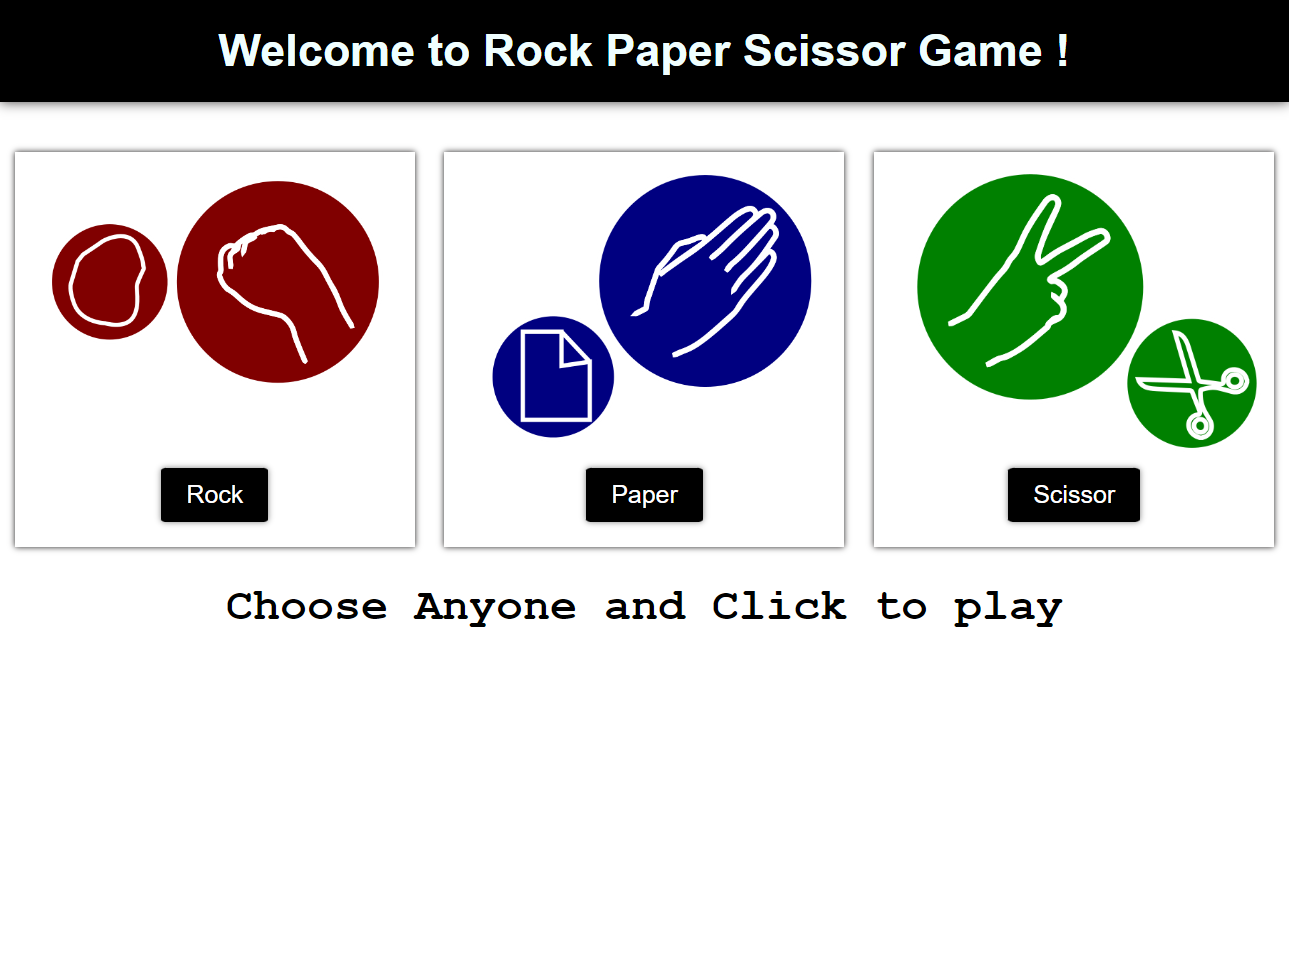 Welcome to Rock Paper Scissor Game !
Rock
Paper
Scissor
Choose Anyone and Click to play